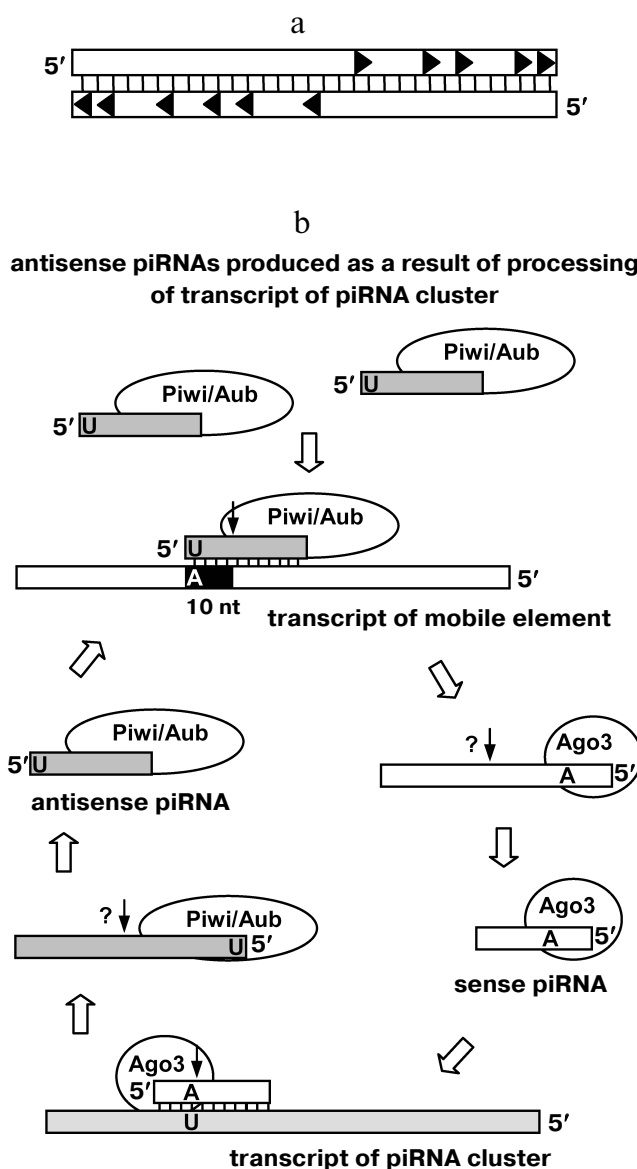 a
5′
5′
b
antisense piRNAs produced as a result of processing
of transcript of piRNA cluster
Piwi/Aub
5′ U
Piwi/Aub
5′ U
Piwi/Aub
5′ U
A
5′
10 nt
transcript of mobile element
Piwi/Aub
5′ U
antisense piRNA
? Ago3
A 5′
Ago3
A 5′
sense piRNA
? Piwi/Aub
U 5′
Ago3
5′ A
U
5′
transcript of piRNA cluster